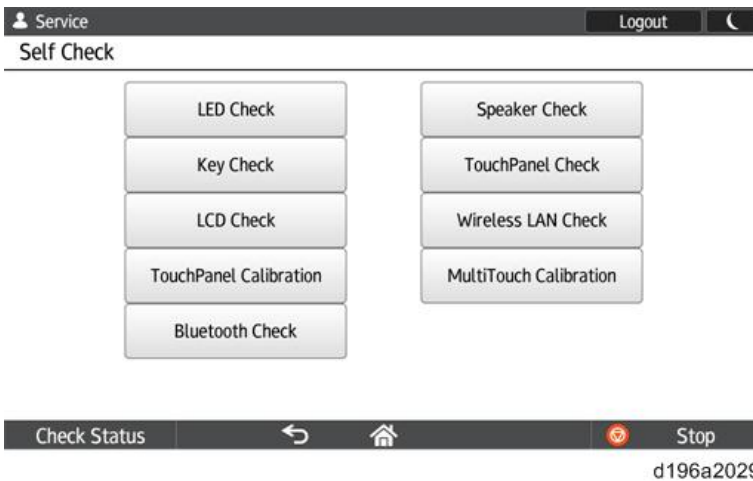 Service Logout
Self Check
LED Check Speaker Check
Key Check TouchPanel Check
LCD Check Wireless LAN Check
TouchPanel Calibration MultiTouch Calibration
Bluetooth Check
Check Status Stop
d196a2029